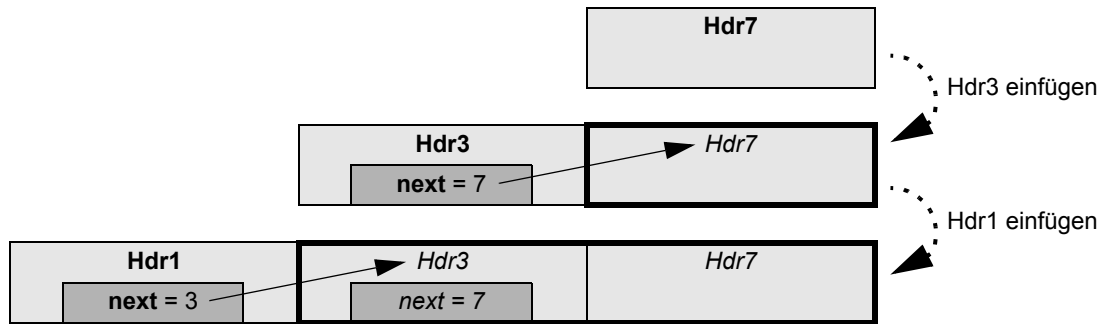 Hdr7
Hdr3 einfügen
Hdr3
Hdr7
next = 7
Hdr1 einfügen
Hdr1
Hdr3
Hdr7
next = 3
next = 7